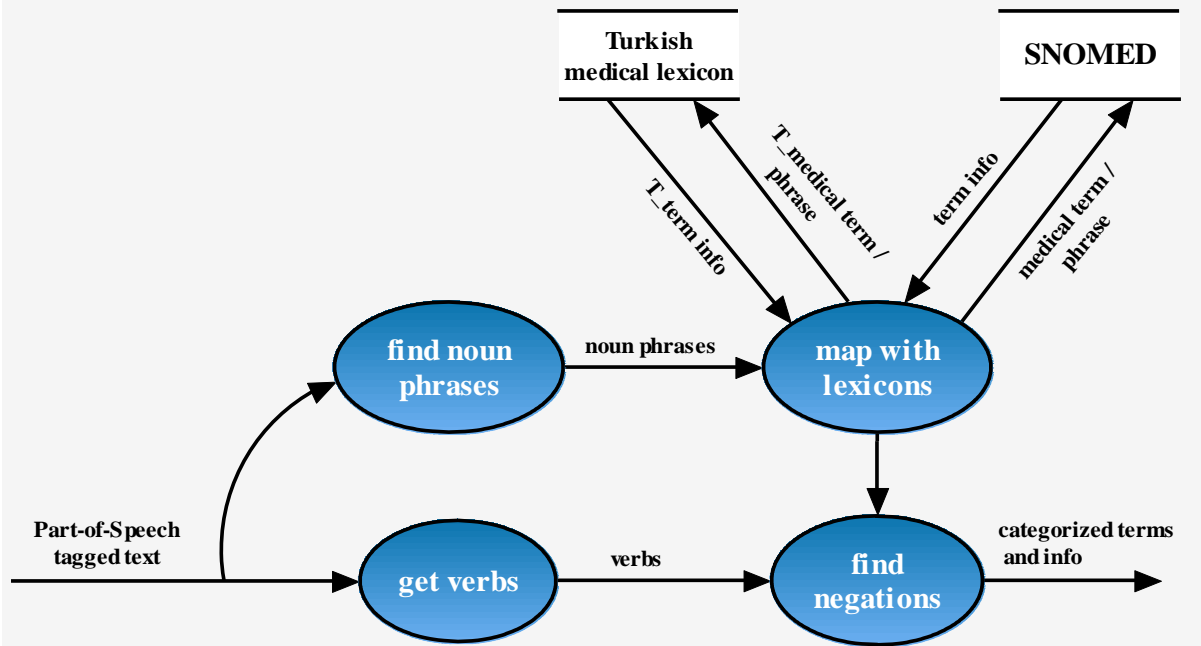 Turkish
medical lexicon
SNOMED
T_term info
T_medical term /
phrase
term info
medical term /
phrase
find noun
phrases
noun phrases
map with
lexicons
Part-of-Speech
tagged text
get verbs
verbs
find
negations
categorized terms
and info